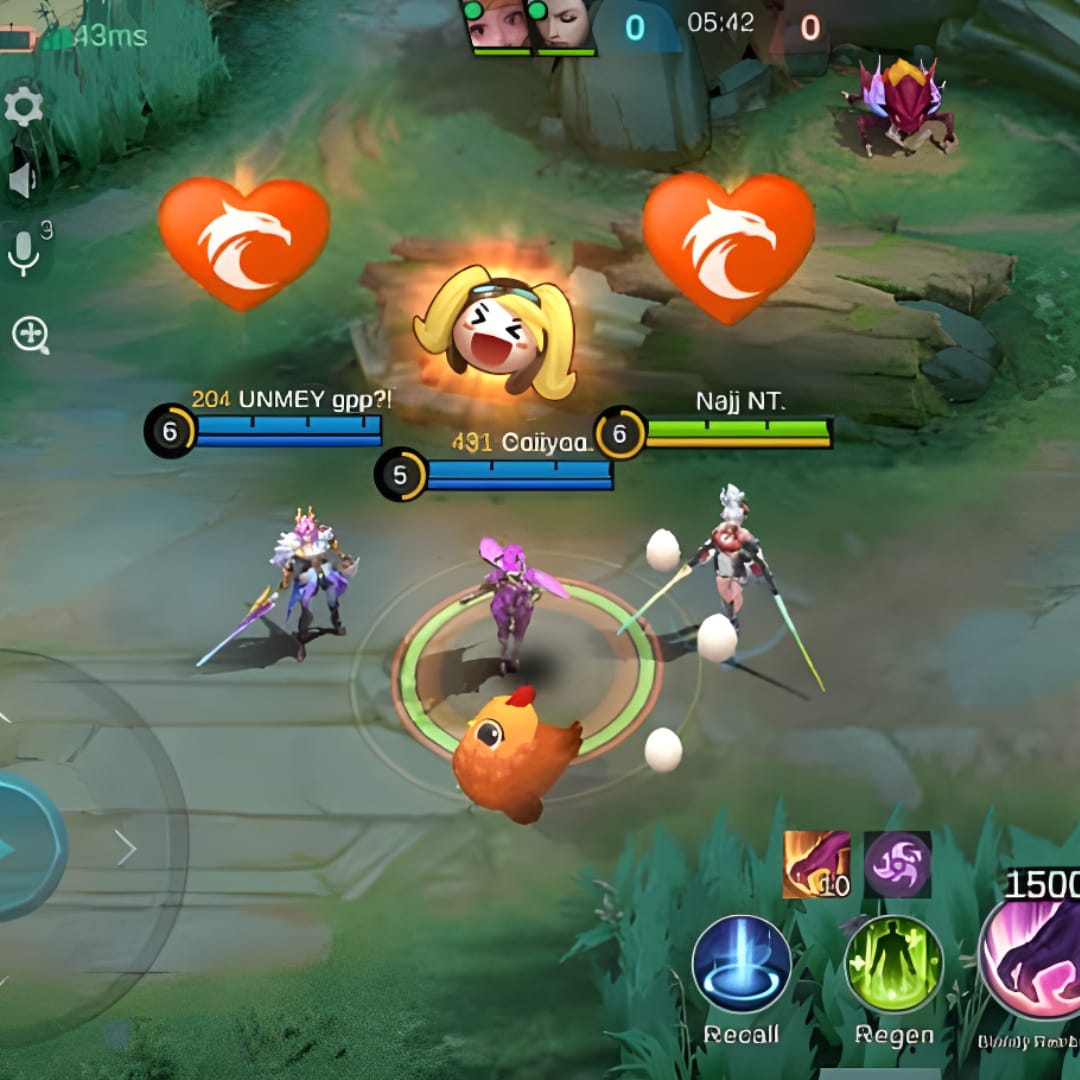 43ms
0 05:42 0
3
204 UNMEY gpp?!
Najj NT.
6
431 Caiiyaa.
6
5
10
1500
Recall
Regen